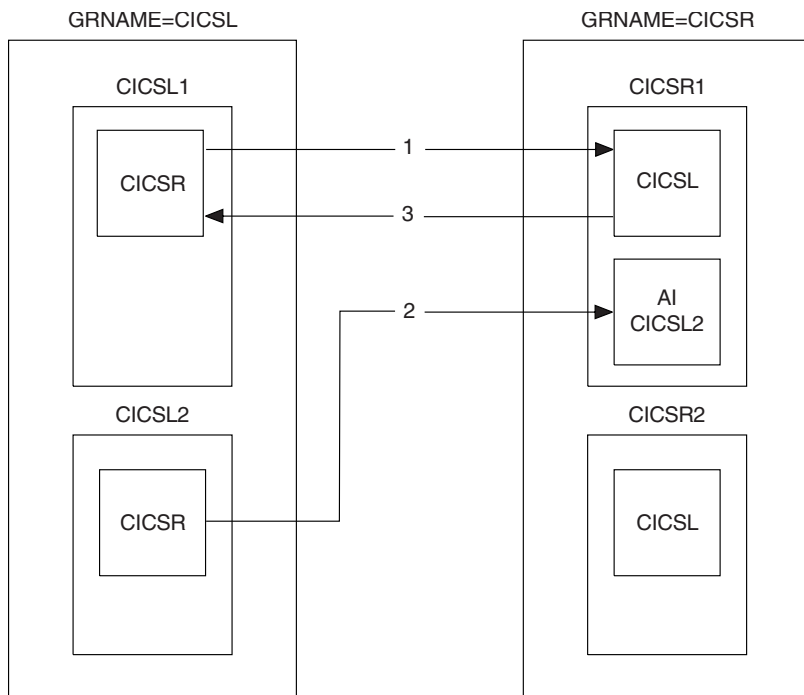 GRNAME=CICSL
GRNAME=CICSR
CICSL1
CICSR1
CICSR
1
CICSL
3
AI
CICSL2
2
CICSL2
CICSR2
CICSR
CICSL